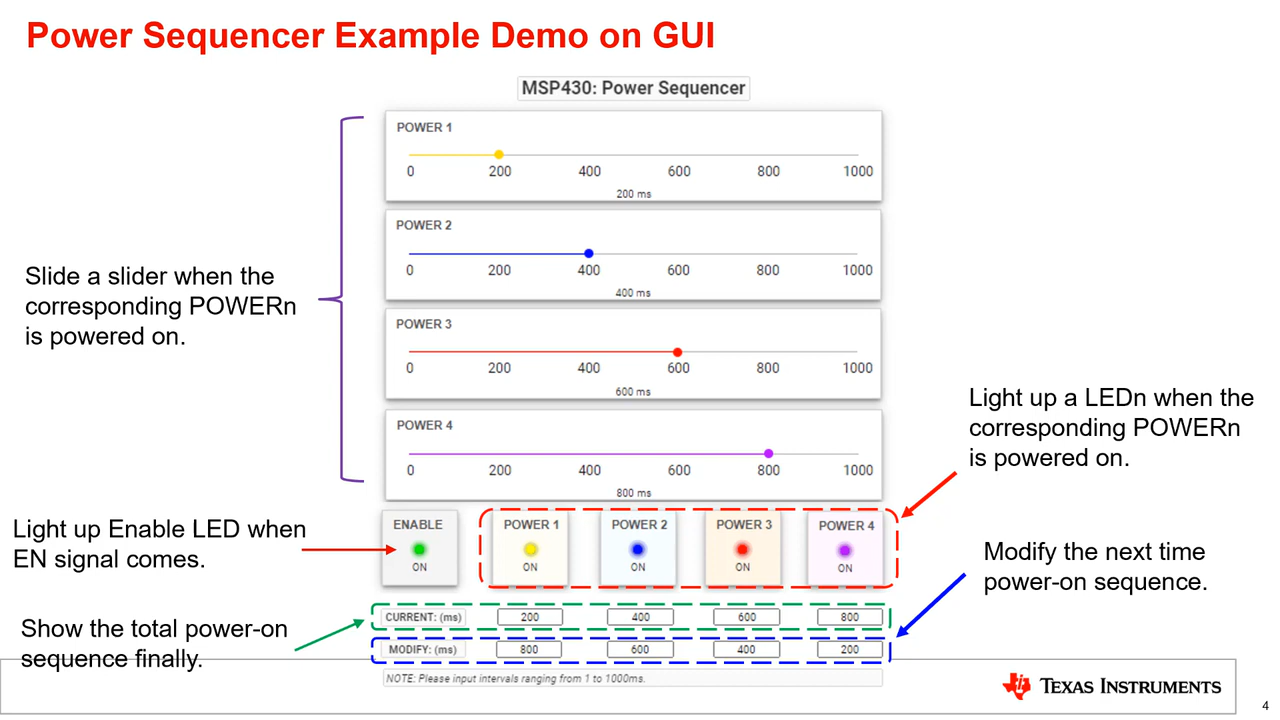 Power Sequencer Example Demo on GUI
MSP430: Power Sequencer
POWER 1
0 200 400 600 800 1000
200 ms
POWER 2
0 200 400 600 800 1000
400 ms
POWER 3
0 200 400 600 800 1000
600 ms
POWER 4
0 200 400 600 800 1000
800 ms
Slide a slider when the
corresponding POWERn
is powered on.
Light up a LEDn when the
corresponding POWERn
is powered on.
Light up Enable LED when
EN signal comes.
ENABLE POWER 1 POWER 2 POWER 3 POWER 4
ON ON ON ON ON
Modify the next time
power-on sequence.
Show the total power-on
sequence finally.
CURRENT: (ms) 200 400 600 800
MODIFY: (ms) 800 600 400 200
NOTE: Please input intervals ranging from 1 to 1000ms.
TEXAS INSTRUMENTS
4